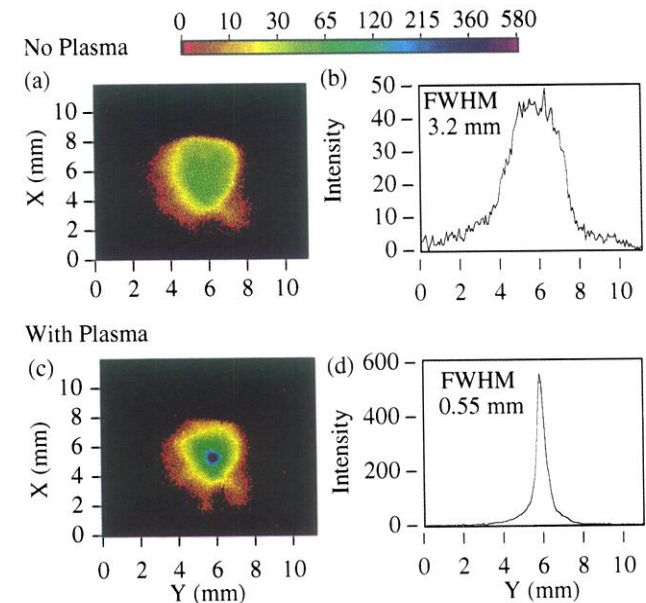 0 10 30 65 120 215 360 580
No Plasma
(a)
10
8
6
4
2
0
X (mm)
0 2 4 6 8 10
(b)
50
40
30
20
10
0
Intensity
FWHM
3.2 mm
0 2 4 6 8 10
With Plasma
(c)
10
8
6
4
2
0
X (mm)
0 2 4 6 8 10
Y (mm)
(d)
600
400
200
0
Intensity
FWHM
0.55 mm
0 2 4 6 8 10
Y (mm)